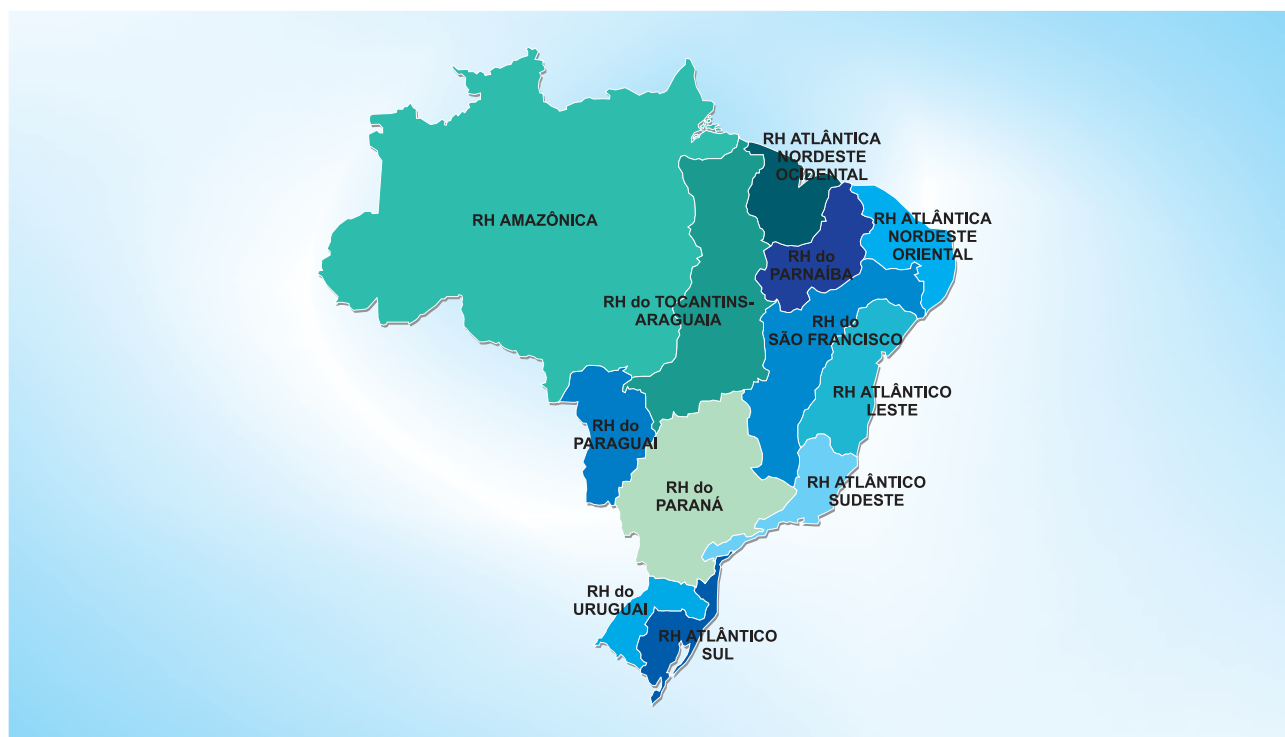 RH ATLÂNTICA
NORDESTE
OCIDENTAL
RH AMAZÔNICA
RH ATLÂNTICA
NORDESTE
ORIENTAL
RH do
PARNAÍBA
RH do TOCANTINS-
ARAGUAIA
RH do
SÃO FRANCISCO
RH ATLÂNTICO
LESTE
RH do
PARAGUAI
RH ATLÂNTICO
SUDESTE
RH do
PARANÁ
RH do
URUGUAI
RH ATLÂNTICO
SUL